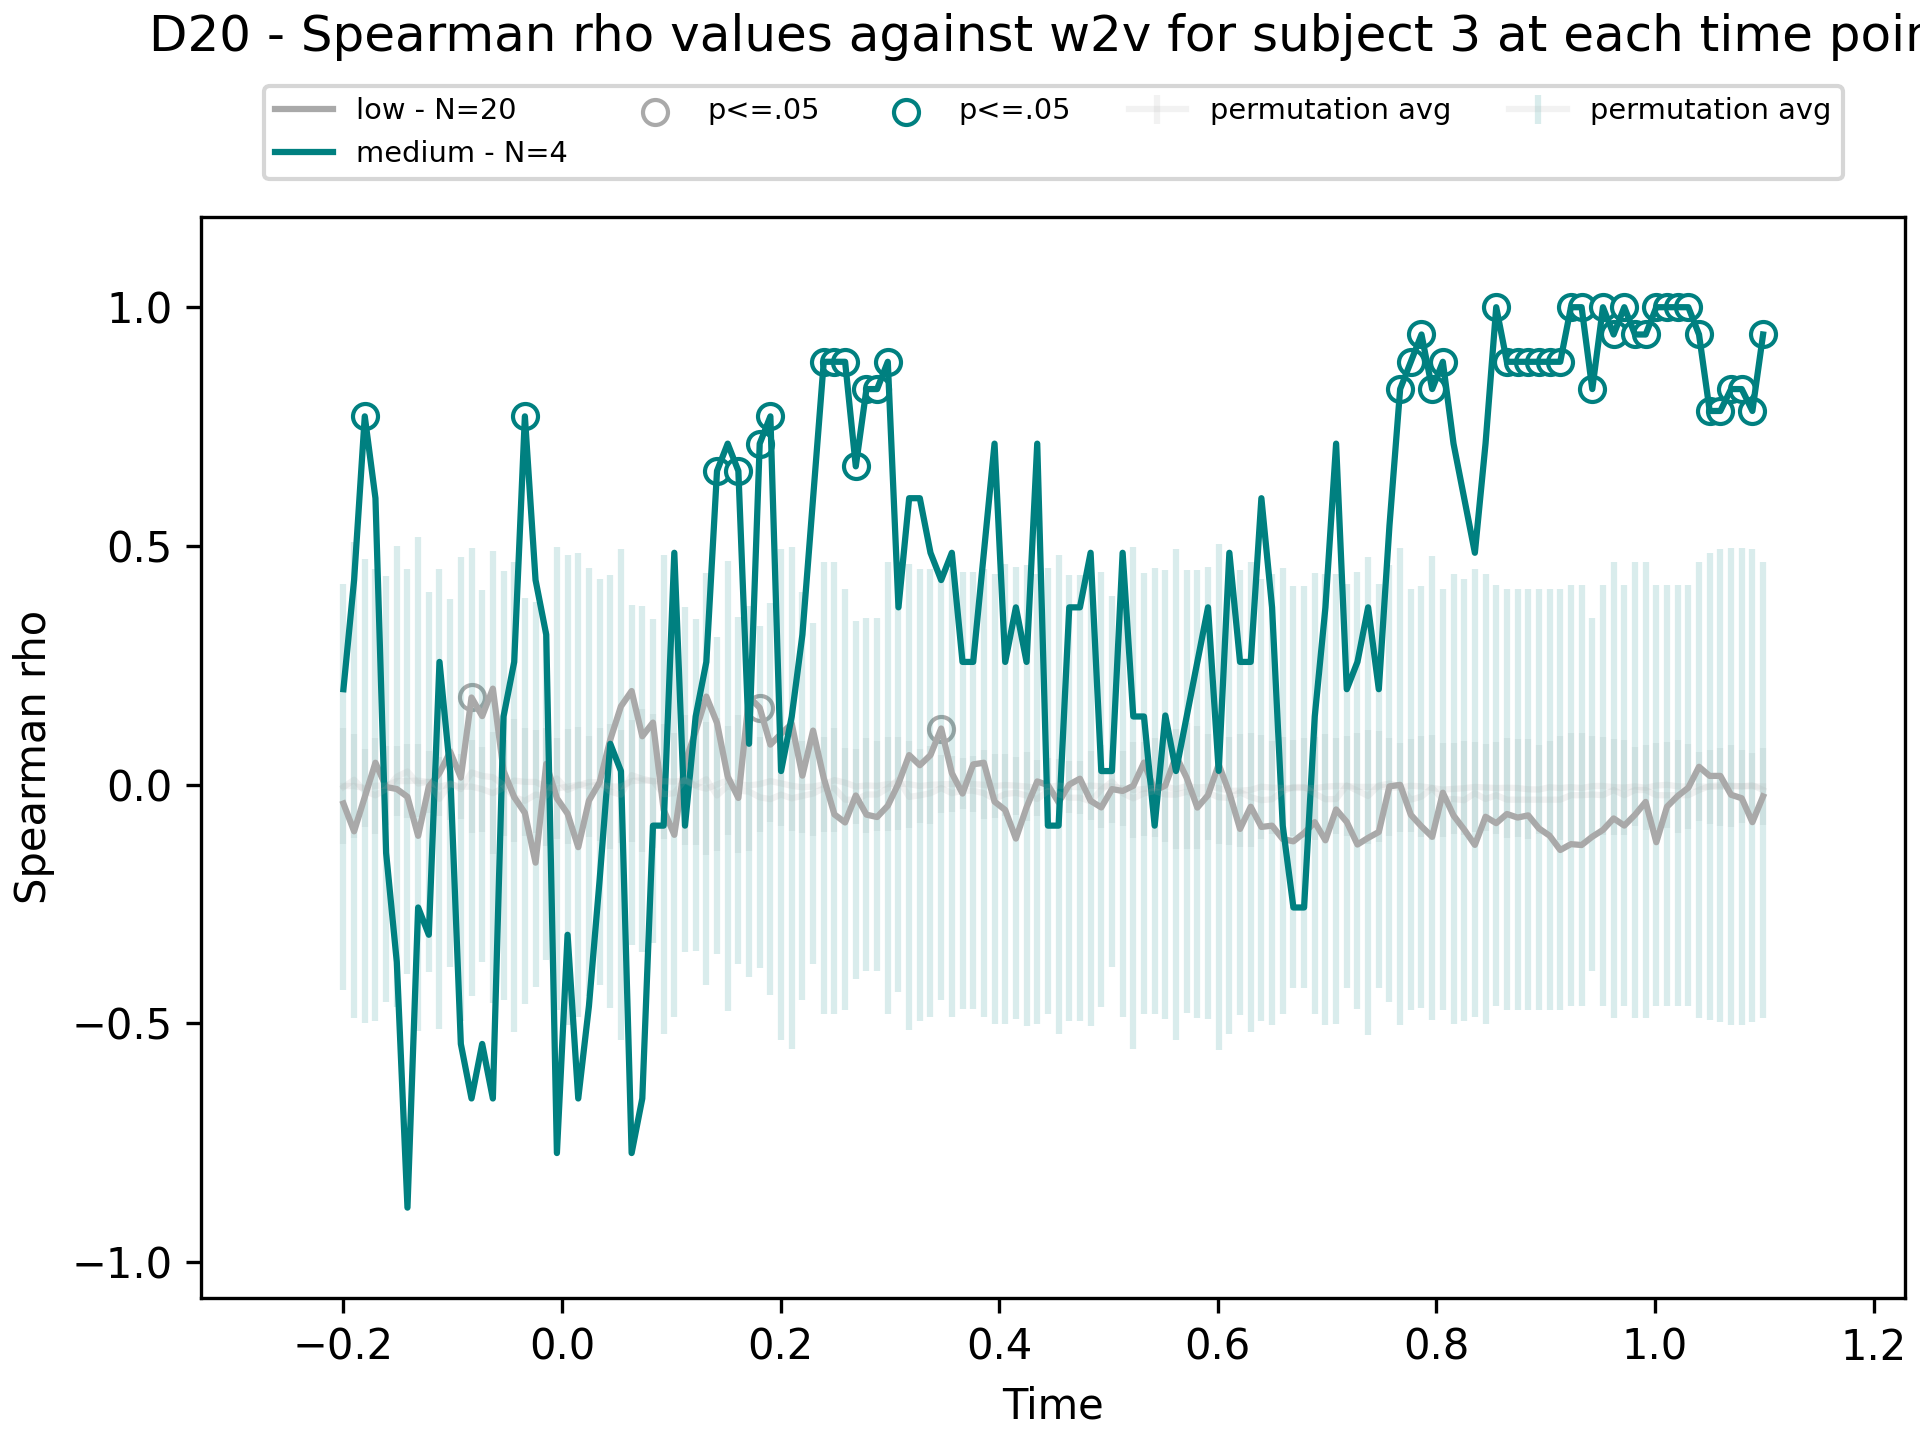 D20 - Spearman rho values against w2v for subject 3 at each time poin
low - N=20
medium - N=4
p<=.05
p<=.05
permutation avg
permutation avg
Spearman rho
1.0
0.5
0.0
−0.5
−1.0
−0.2
0.0
0.2
0.4
0.6
0.8
1.0
1.2
Time